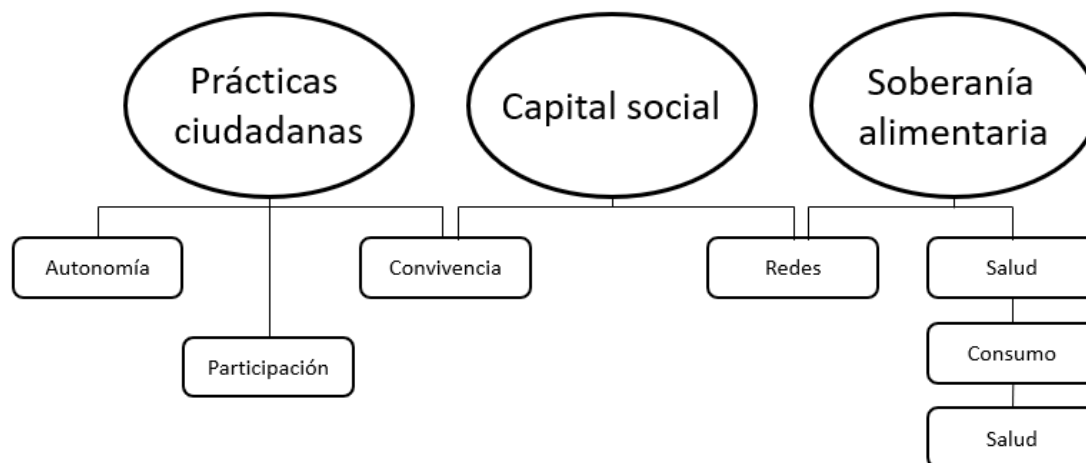 Prácticas
ciudadanas
Capital social
Soberanía
alimentaria
Autonomía
Convivencia
Redes
Salud
Participación
Consumo
Salud